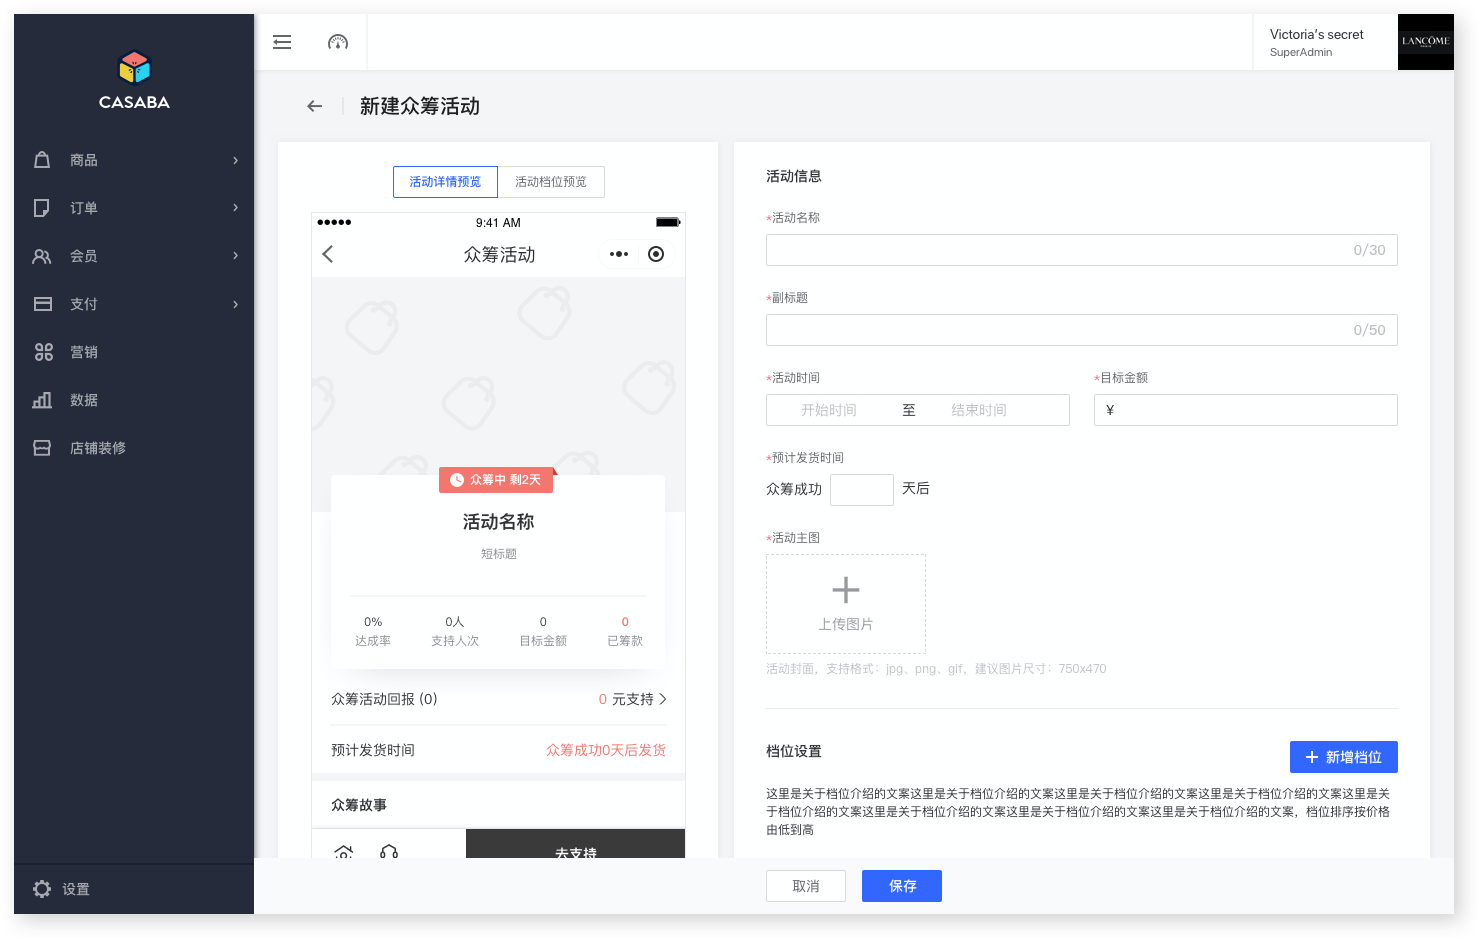 CASABA
商品
订单
会员
支付
营销
数据
店铺装修
设置
Victoria's secret
SuperAdmin
LANCÔME
新建众筹活动
活动详情预览
活动档位预览
9:41 AM
众筹活动
众筹中 剩2天
活动名称
短标题
0% 0人 0 0
达成率 支持人次 目标金额 已筹款
众筹活动回报 (0) 0 元支持
预计发货时间 众筹成功0天后发货
众筹故事
去支持
活动信息
*活动名称
0/30
*副标题
0/50
*活动时间 *目标金额
开始时间 至 结束时间 ¥
*预计发货时间
众筹成功 天后
*活动主图
上传图片
活动封面，支持格式：jpg、png、gif，建议图片尺寸：750x470
档位设置
新增档位
这里是关于档位介绍的文案这里是关于档位介绍的文案这里是关于档位介绍的文案这里是关于档位介绍的文案这里是关
于档位介绍的文案这里是关于档位介绍的文案这里是关于档位介绍的文案这里是关于档位介绍的文案，档位排序按价格
由低到高
取消 保存